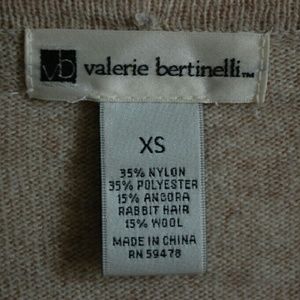 vb valerie bertinelli™
XS
35% NYLON
35% POLYESTER
15% ANGORA
RABBIT HAIR
15% WOOL
MADE IN CHINA
RN 59478